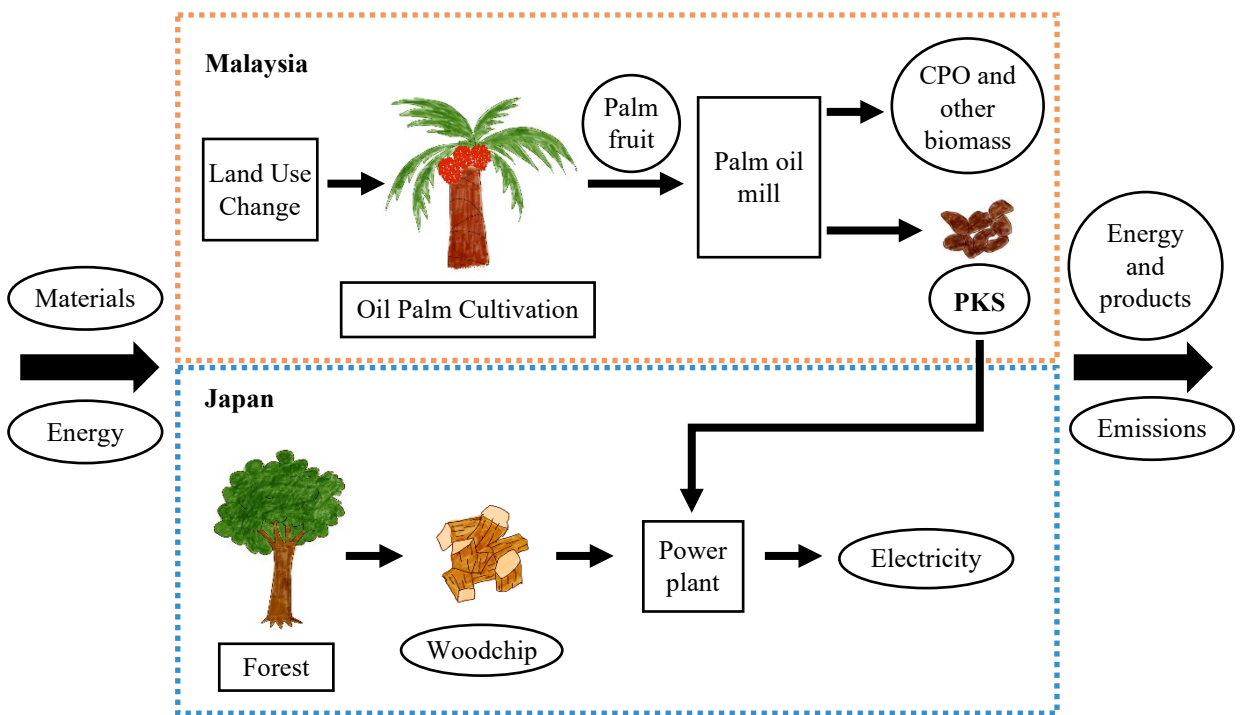 Malaysia
Land Use
Change
Oil Palm Cultivation
Palm
fruit
Palm oil
mill
CPO and
other
biomass
PKS
Materials
Energy
Energy
and
products
Emissions
Japan
Forest
Woodchip
Power
plant
Electricity